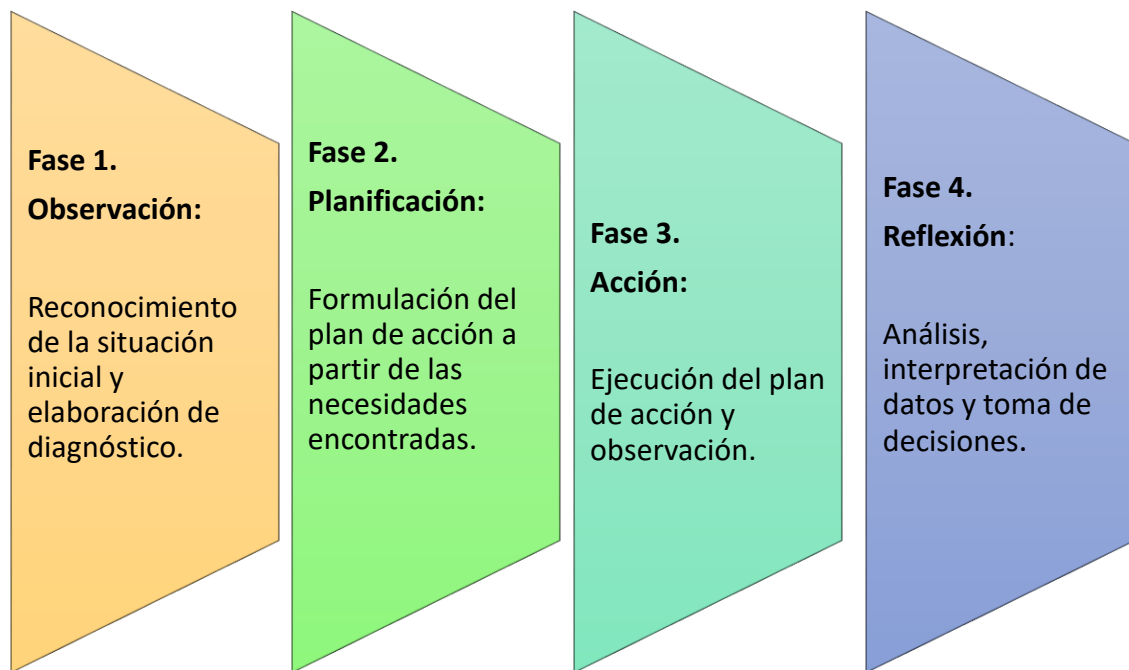 Fase 1.
Observación:
Reconocimiento
de la situación
inicial y
elaboración de
diagnóstico.
Fase 2.
Planificación:
Formulación del
plan de acción a
partir de las
necesidades
encontradas.
Fase 3.
Acción:
Ejecución del plan
de acción y
observación.
Fase 4.
Reflexión:
Análisis,
interpretación de
datos y toma de
decisiones.